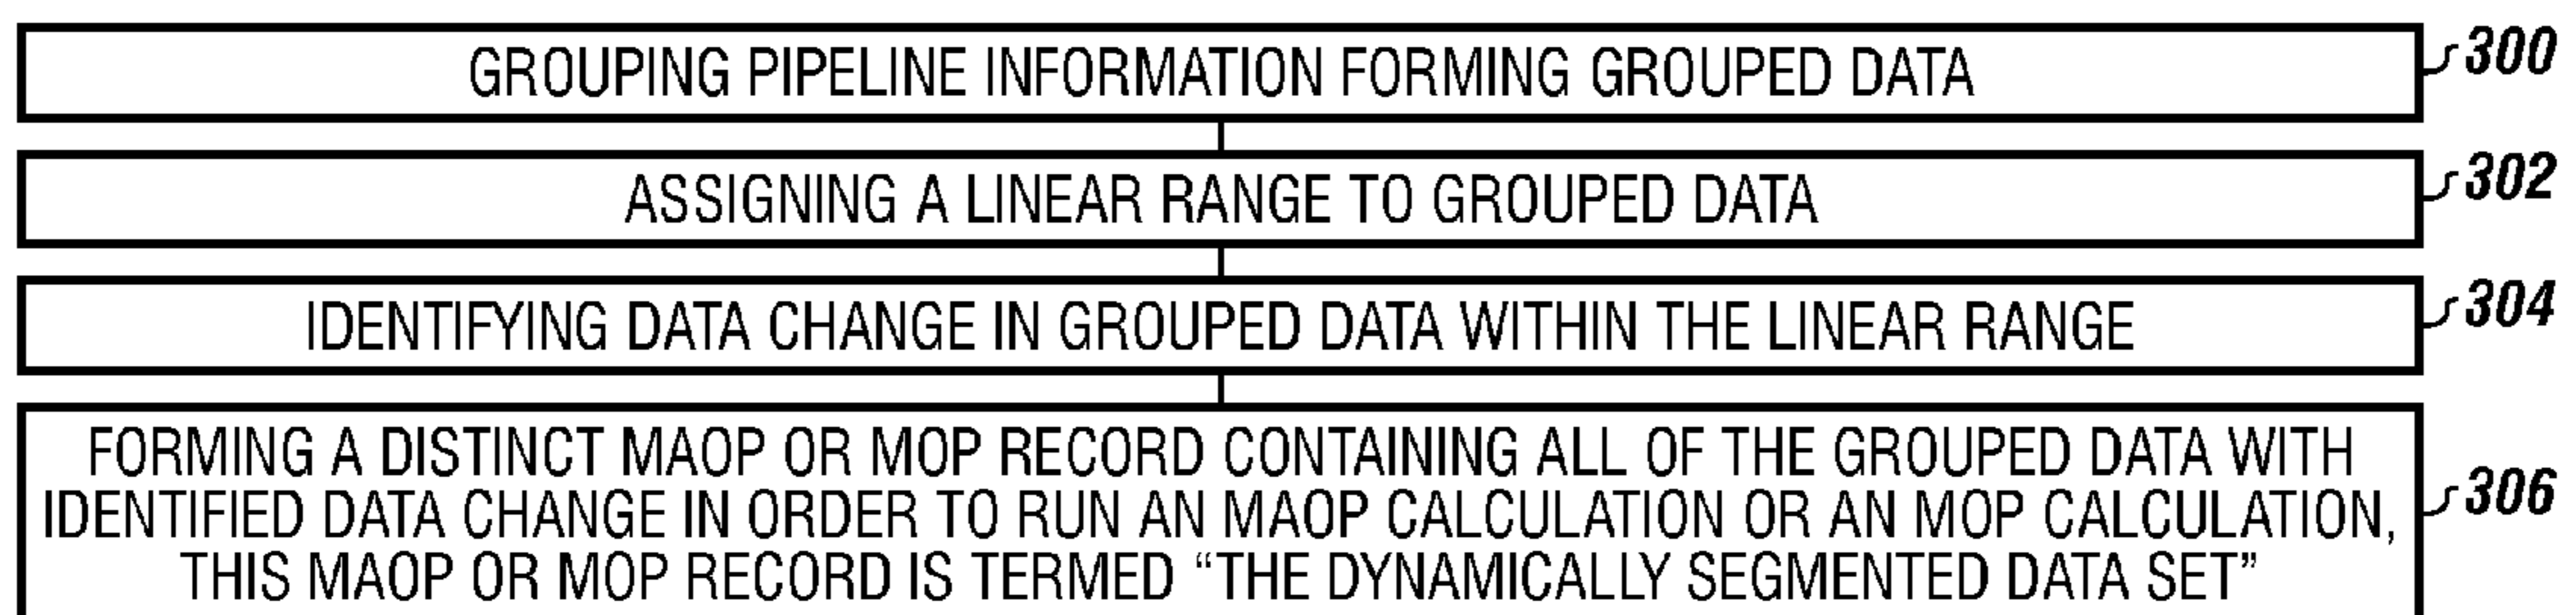 GROUPING PIPELINE INFORMATION FORMING GROUPED DATA
300
ASSIGNING A LINEAR RANGE TO GROUPED DATA
302
IDENTIFYING DATA CHANGE IN GROUPED DATA WITHIN THE LINEAR RANGE
304
FORMING A DISTINCT MAOP OR MOP RECORD CONTAINING ALL OF THE GROUPED DATA WITH
IDENTIFIED DATA CHANGE IN ORDER TO RUN AN MAOP CALCULATION OR AN MOP CALCULATION,
THIS MAOP OR MOP RECORD IS TERMED “THE DYNAMICALLY SEGMENTED DATA SET”
306